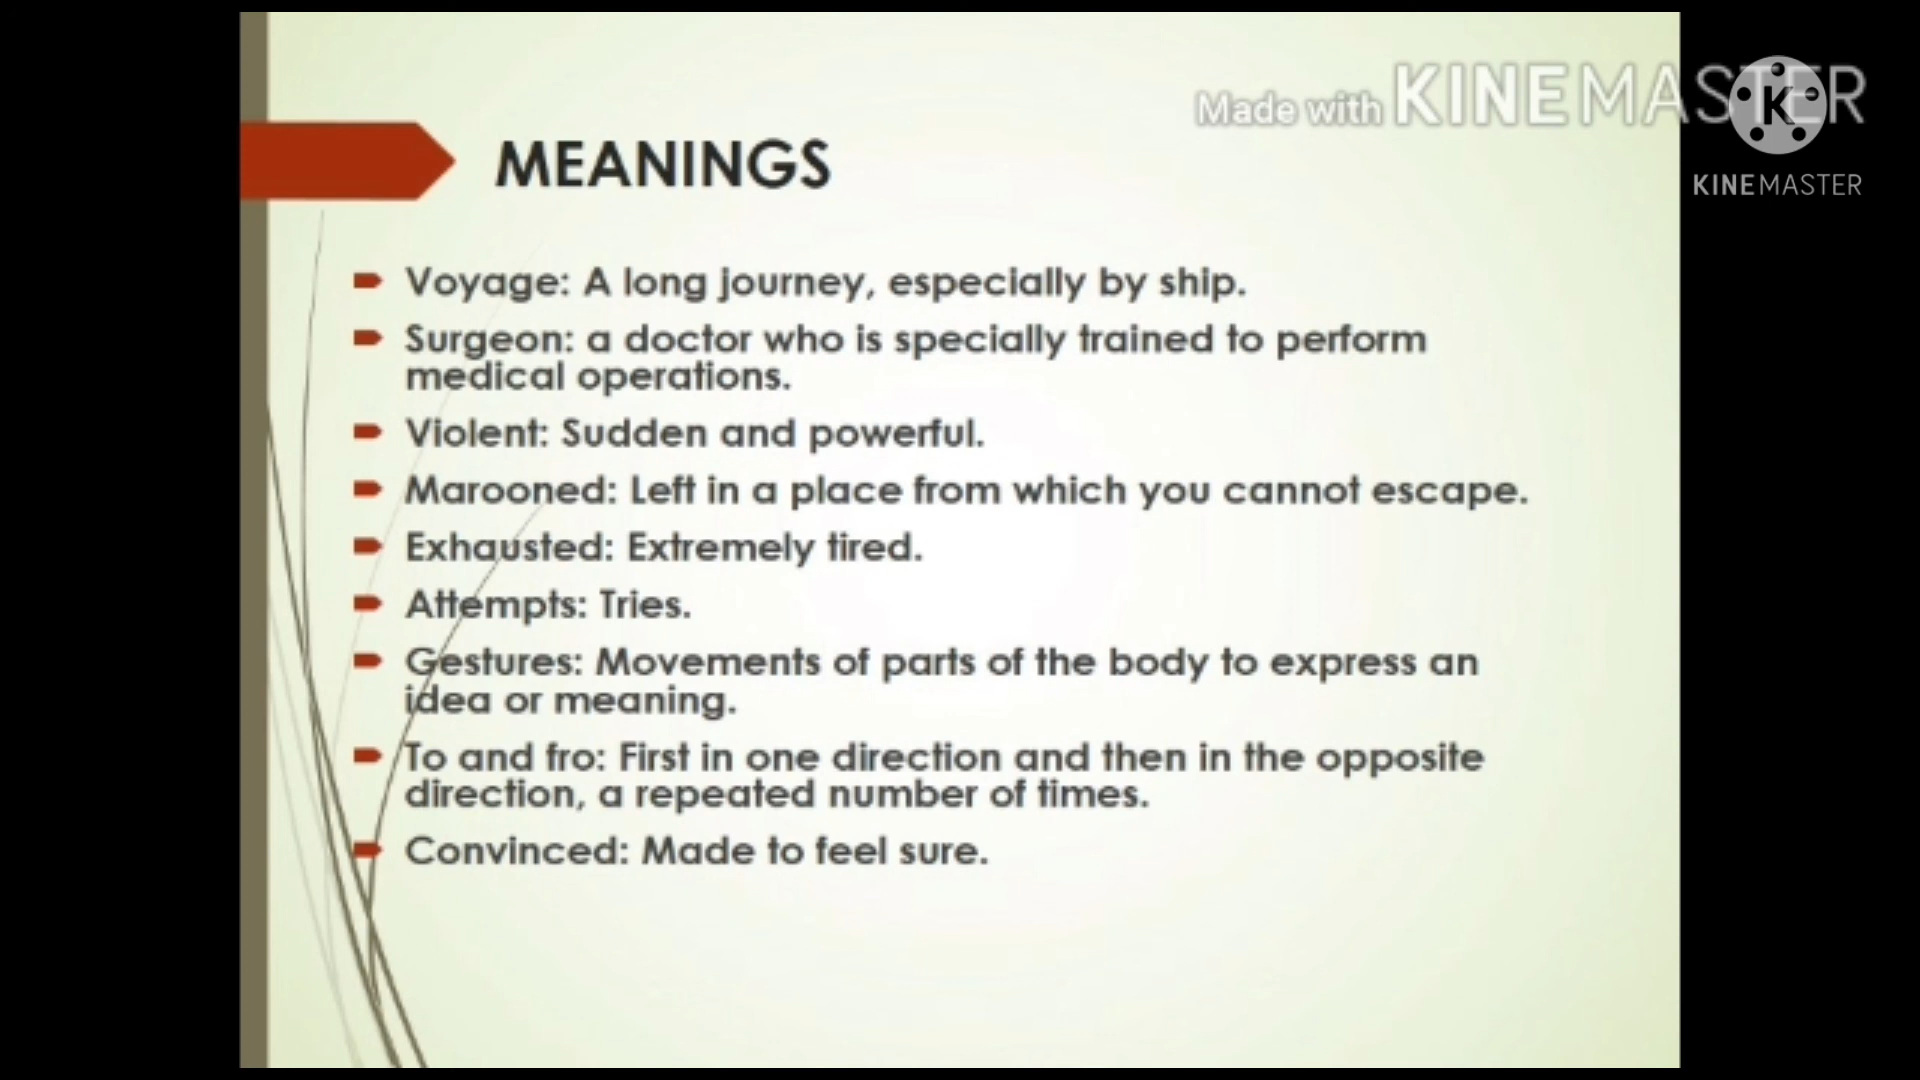 Made with KINEMASTER
K
KINEMASTER
MEANINGS
Voyage: A long journey, especially by ship.
Surgeon: a doctor who is specially trained to perform
medical operations.
Violent: Sudden and powerful.
Marooned: Left in a place from which you cannot escape.
Exhausted: Extremely tired.
Attempts: Tries.
Gestures: Movements of parts of the body to express an
idea or meaning.
To and fro: First in one direction and then in the opposite
direction, a repeated number of times.
Convinced: Made to feel sure.